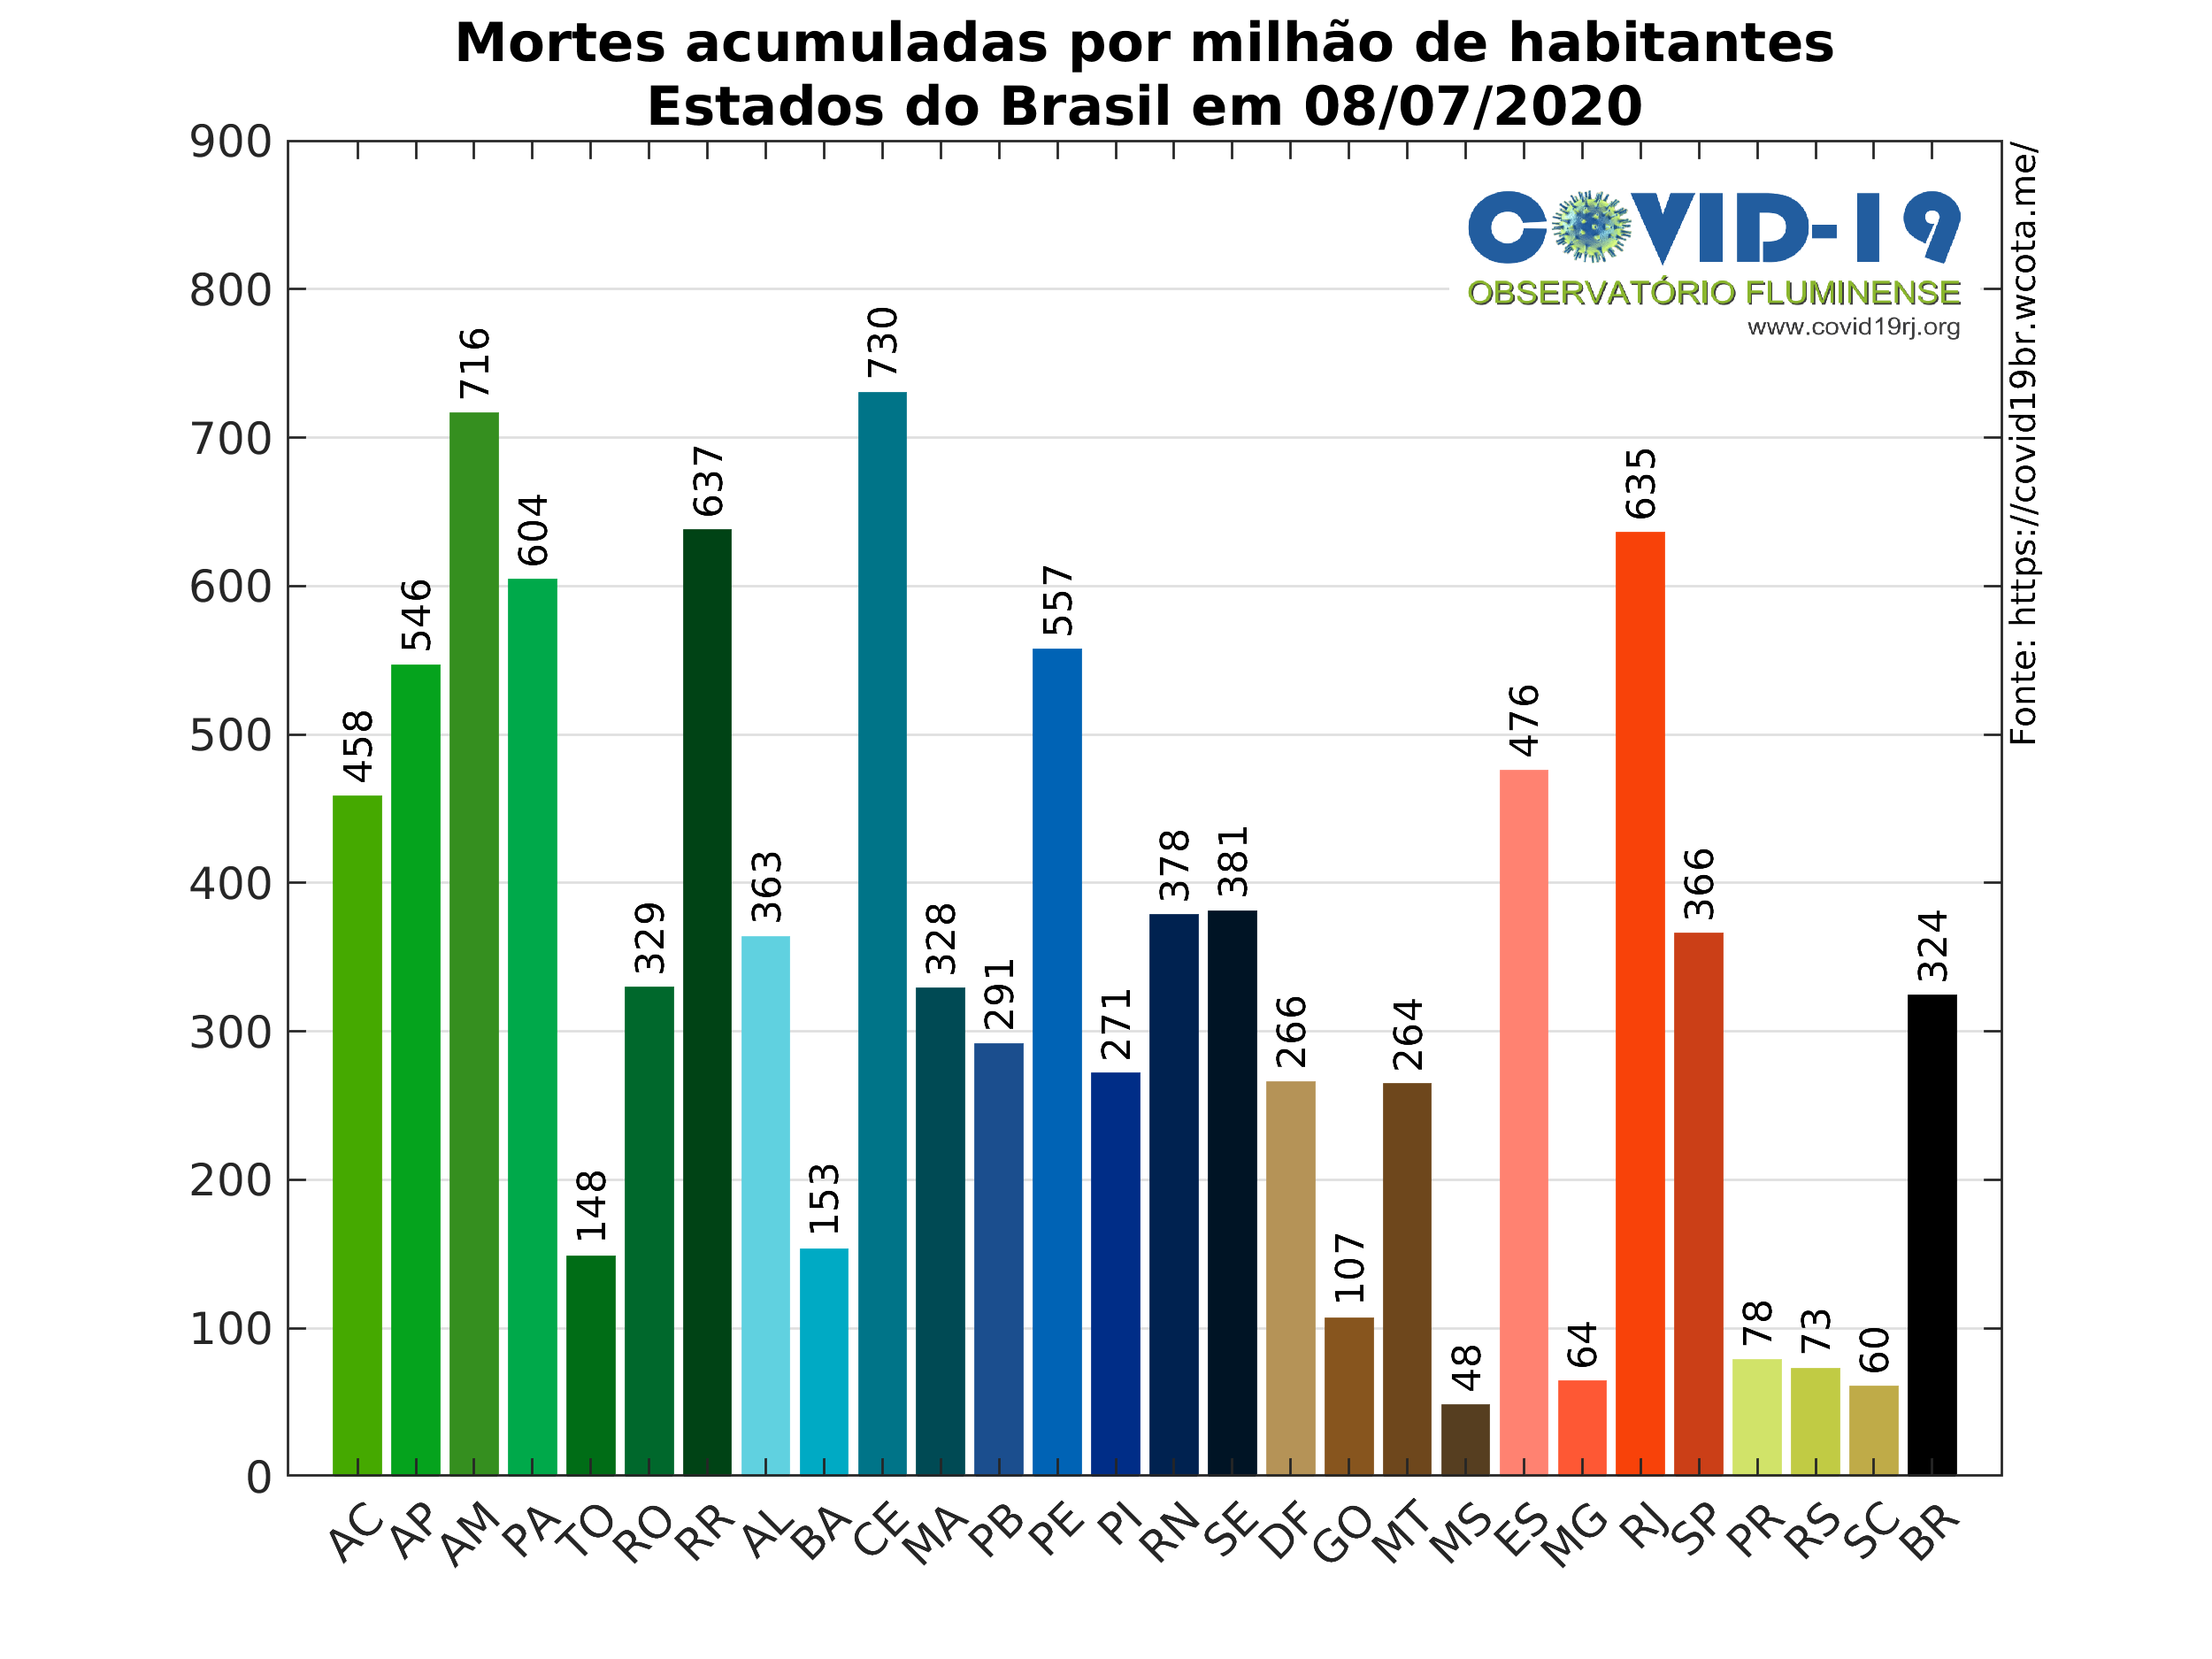 Mortes acumuladas por milhão de habitantes
Estados do Brasil em 08/07/2020
900
800
700
600
500
400
300
200
100
0
COVID-19
OBSERVATÓRIO FLUMINENSE
www.covid19rj.org
Fonte: https://covid19br.wcota.me/
458
546
716
604
148
329
637
363
153
730
328
291
557
271
378
381
266
107
264
48
476
64
635
366
78
73
60
324
AC
AP
AM
PA
TO
RO
RR
AL
BA
CE
MA
PB
PE
PI
RN
SE
DF
GO
MT
MS
ES
MG
RJ
SP
PR
RS
SC
BR